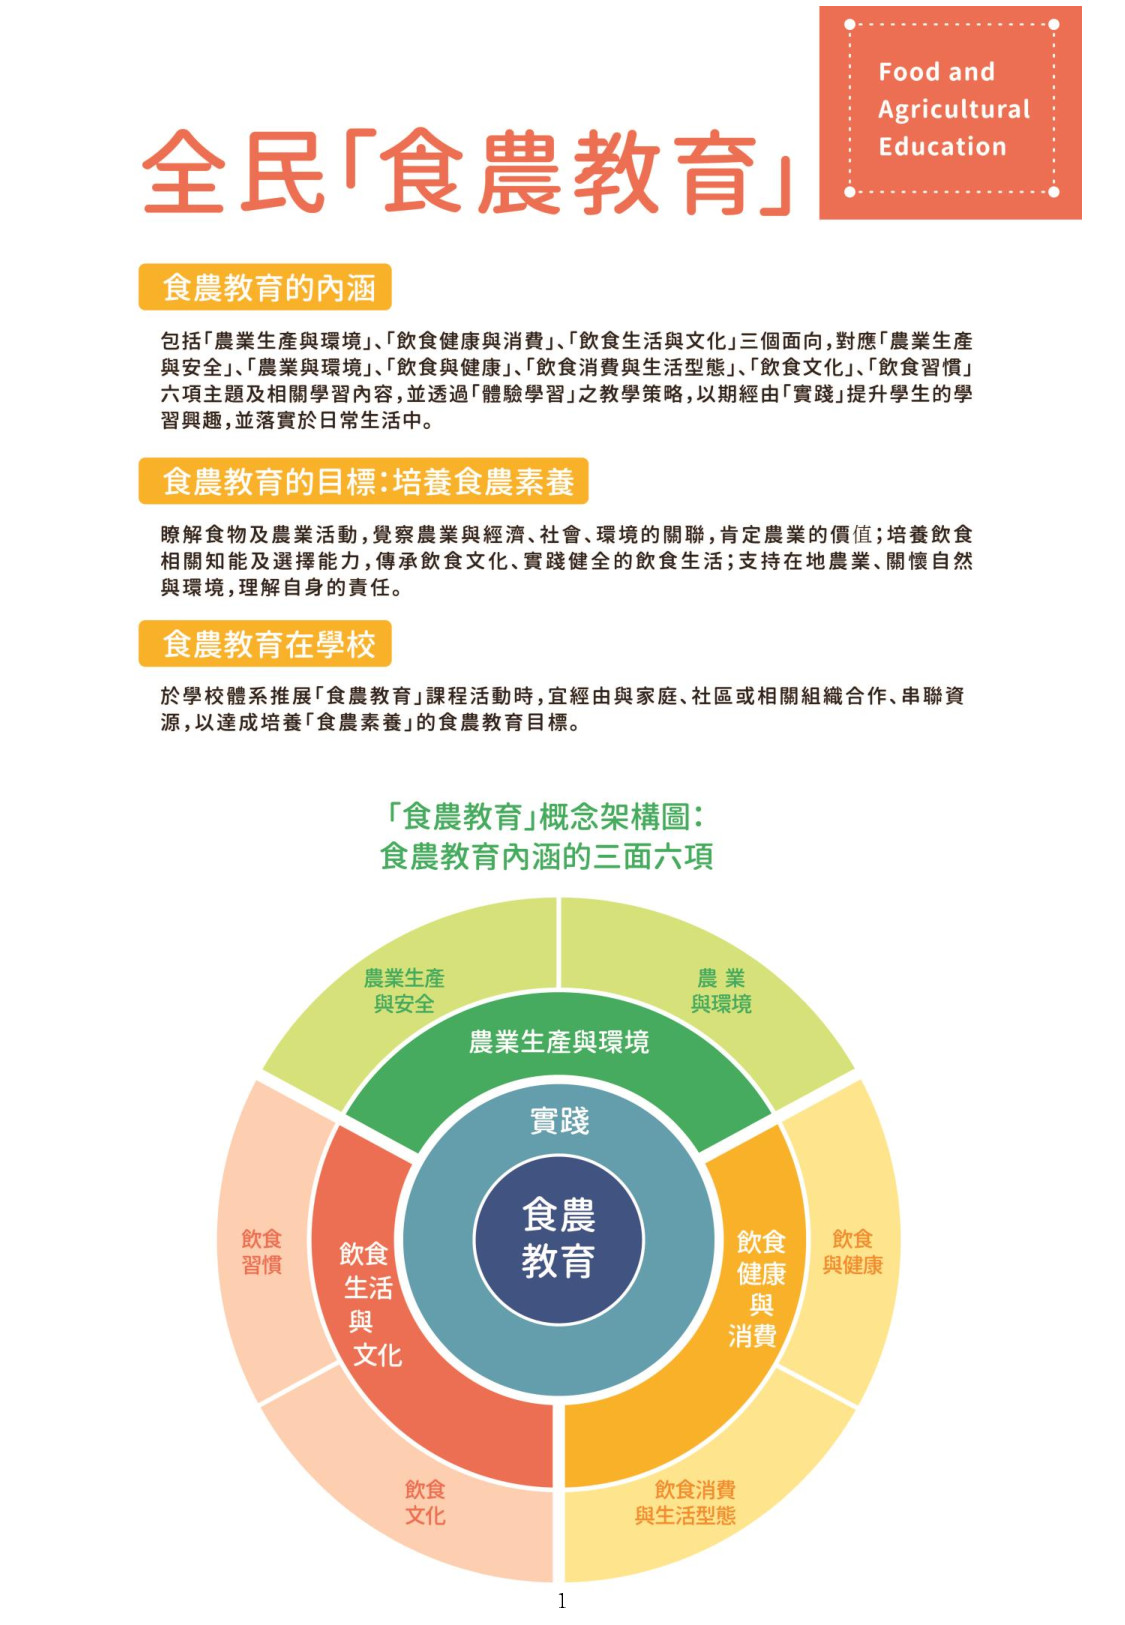 Food and
Agricultural
Education
全民「食農教育」
食農教育的內涵
包括「農業生產與環境」、「飲食健康與消費」、「飲食生活與文化」三個面向，對應「農業生產
與安全」、「農業與環境」、「飲食與健康」、「飲食消費與生活型態」、「飲食文化」、「飲食習慣」
六項主題及相關學習內容，並透過「體驗學習」之教學策略，以期經由「實踐」提升學生的學
習興趣，並落實於日常生活中。
食農教育的目標：培養食農素養
瞭解食物及農業活動，覺察農業與經濟、社會、環境的關聯，肯定農業的價值；培養飲食
相關知能及選擇能力，傳承飲食文化、實踐健全的飲食生活；支持在地農業、關懷自然
與環境，理解自身的責任。
食農教育在學校
於學校體系推展「食農教育」課程活動時，宜經由與家庭、社區或相關組織合作、串聯資
源，以達成培養「食農素養」的食農教育目標。
「食農教育」概念架構圖：
食農教育內涵的三面六項
農業生產
與安全
農業
與環境
農業生產與環境
實踐
食農
教育
飲食
習慣
飲食
生活
與
文化
飲食
健康
與
消費
飲食
與健康
飲食
文化
飲食消費
與生活型態
1